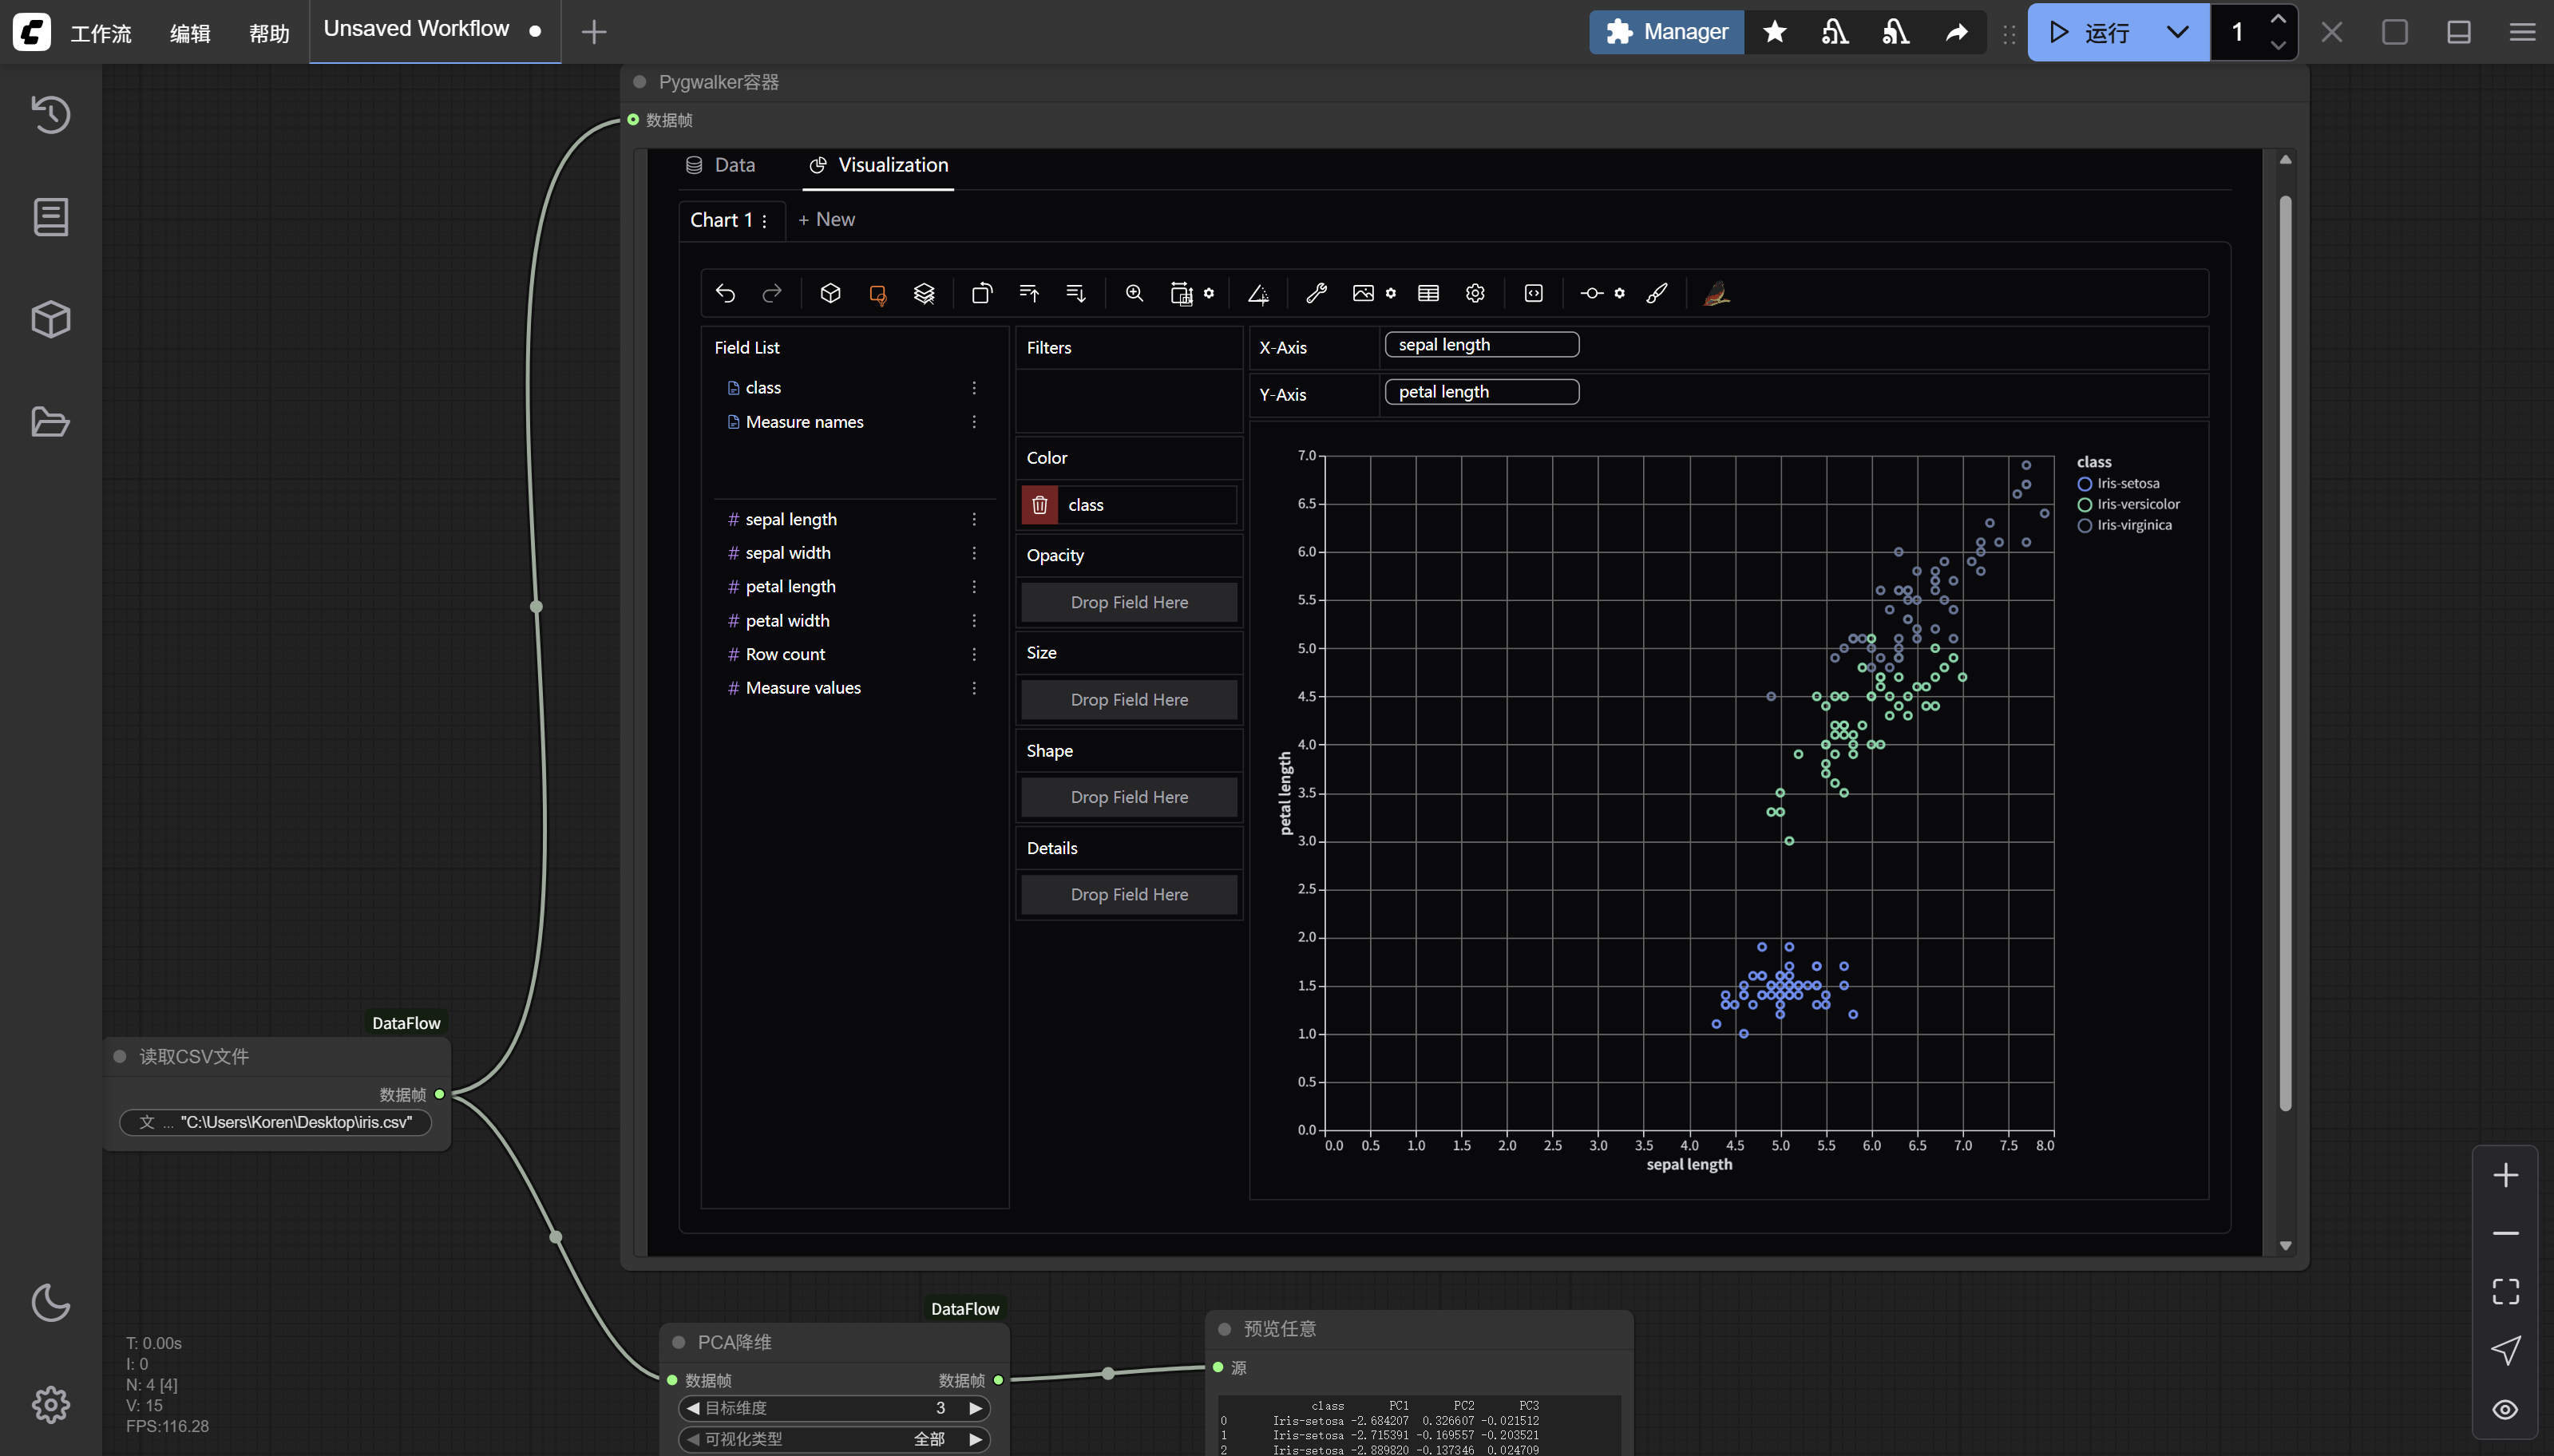 工作流 编辑 帮助 Unsaved Workflow
Manager 运行 1
Pygwalker容器
数据帧
Data Visualization
Chart 1 + New
Field List
class
Measure names
# sepal length
# sepal width
# petal length
# petal width
# Row count
# Measure values
Filters
Color
class
Opacity
Drop Field Here
Size
Drop Field Here
Shape
Drop Field Here
Details
Drop Field Here
X-Axis sepal length
Y-Axis petal length
7.0
6.5
6.0
5.5
5.0
4.5
4.0
3.5
3.0
2.5
2.0
1.5
1.0
0.5
0.0
petal length
0.0 0.5 1.0 1.5 2.0 2.5 3.0 3.5 4.0 4.5 5.0 5.5 6.0 6.5 7.0 7.5 8.0
sepal length
class
Iris-setosa
Iris-versicolor
Iris-virginica
DataFlow
读取CSV文件
数据帧
文 ... "C:\Users\Koren\Desktop\iris.csv"
DataFlow
PCA降维
数据帧 数据帧
目标维度 3
可视化类型 全部
预览任意
源
class PC1 PC2 PC3
0 Iris-setosa -2.684207 0.326607 -0.021512
1 Iris-setosa -2.715391 -0.169557 -0.203521
2 Iris-setosa -2.889820 -0.137346 0.024709
T: 0.00s
I: 0
N: 4 [4]
V: 15
FPS:116.28